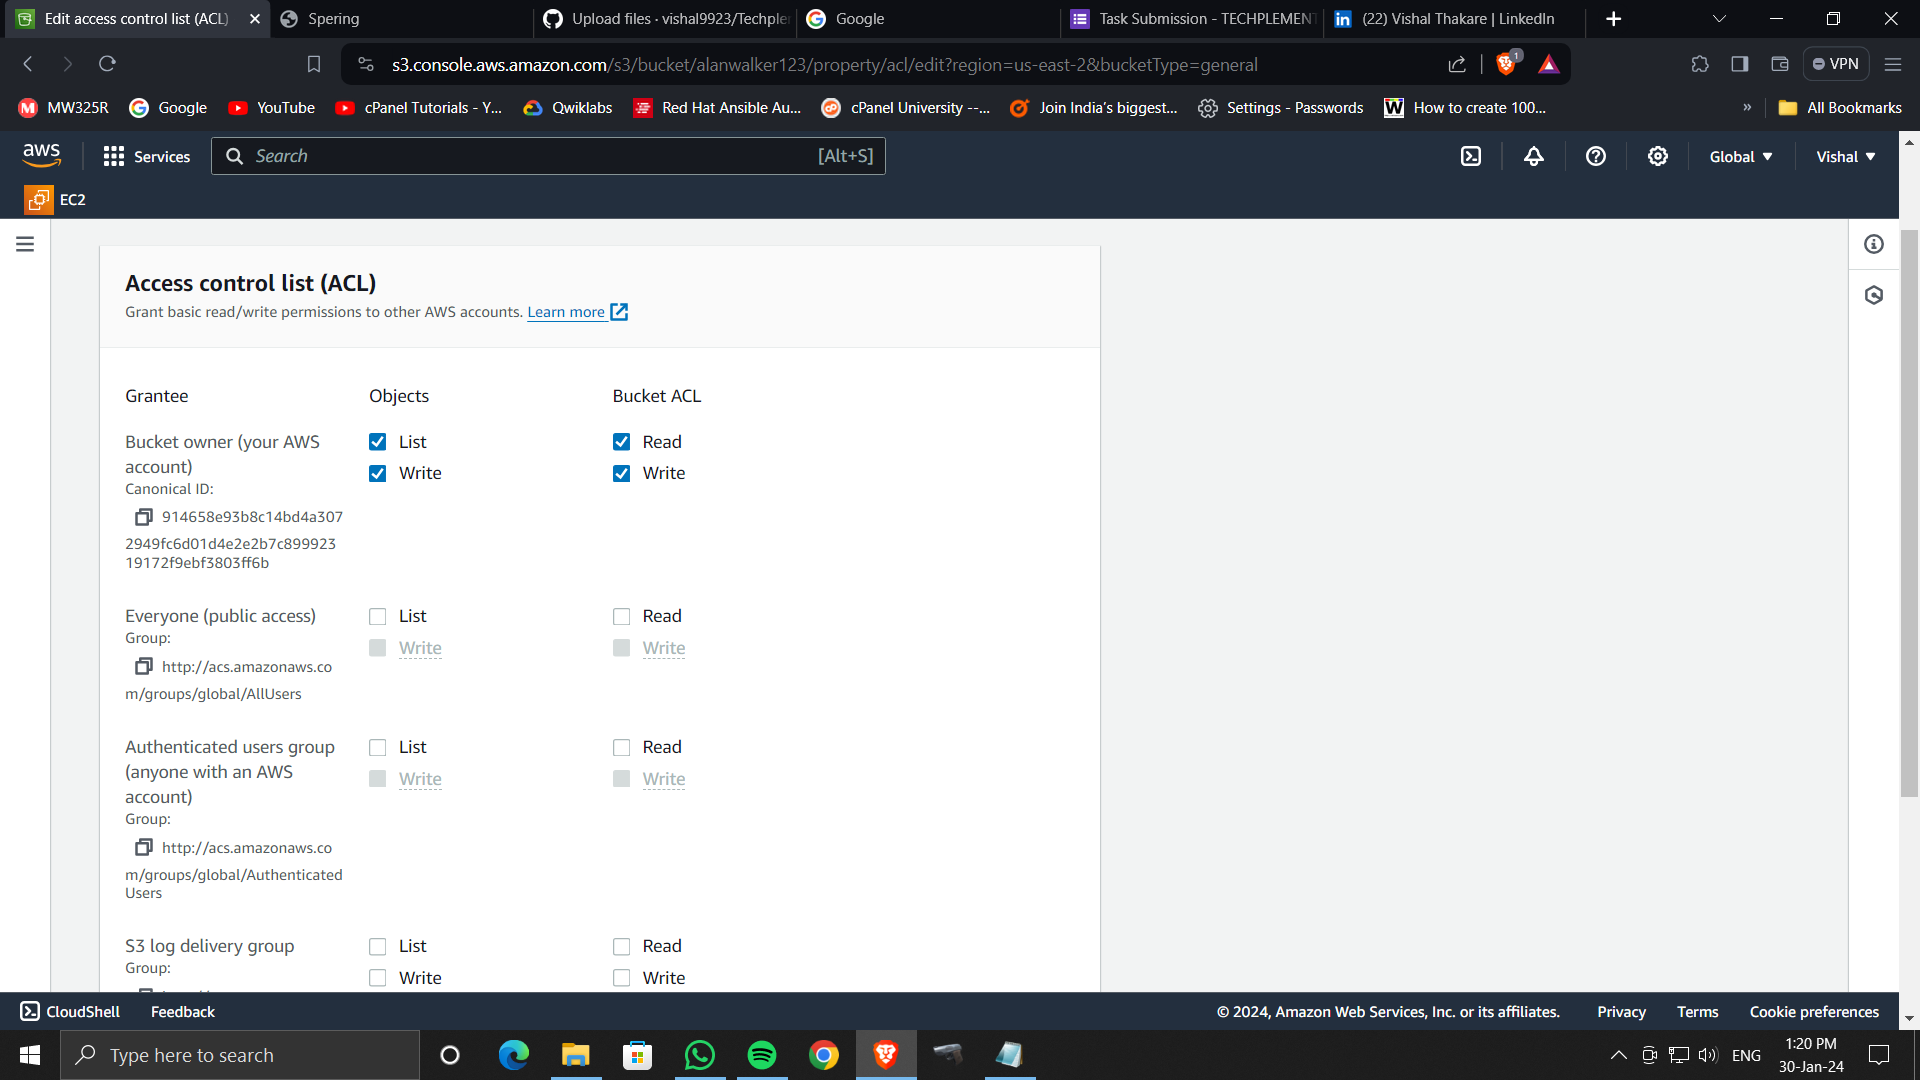 Edit access control list (ACL)
Spering
Upload files · vishal9923/Techple
Google
Task Submission - TECHPLEMENT
(22) Vishal Thakare | LinkedIn
s3.console.aws.amazon.com/s3/bucket/alanwalker123/property/acl/edit?region=us-east-2&bucketType=general
1
VPN
MW325R
Google
YouTube
cPanel Tutorials - Y...
Qwiklabs
Red Hat Ansible Au...
cPanel University --...
Join India's biggest...
Settings - Passwords
How to create 100...
»
All Bookmarks
aws
Services
Search
[Alt+S]
Global
Vishal
EC2
Access control list (ACL)
Grant basic read/write permissions to other AWS accounts. Learn more
Grantee
Objects
Bucket ACL
Bucket owner (your AWS
account)
Canonical ID:
914658e93b8c14bd4a307
2949fc6d01d4e2e2b7c899923
19172f9ebf3803ff6b
List
Write
Read
Write
Everyone (public access)
Group:
http://acs.amazonaws.co
m/groups/global/AllUsers
List
Write
Read
Write
Authenticated users group
(anyone with an AWS
account)
Group:
http://acs.amazonaws.co
m/groups/global/Authenticated
Users
List
Write
Read
Write
S3 log delivery group
Group:
List
Write
Read
Write
CloudShell
Feedback
© 2024, Amazon Web Services, Inc. or its affiliates.
Privacy
Terms
Cookie preferences
Type here to search
ENG
1:20 PM
30-Jan-24